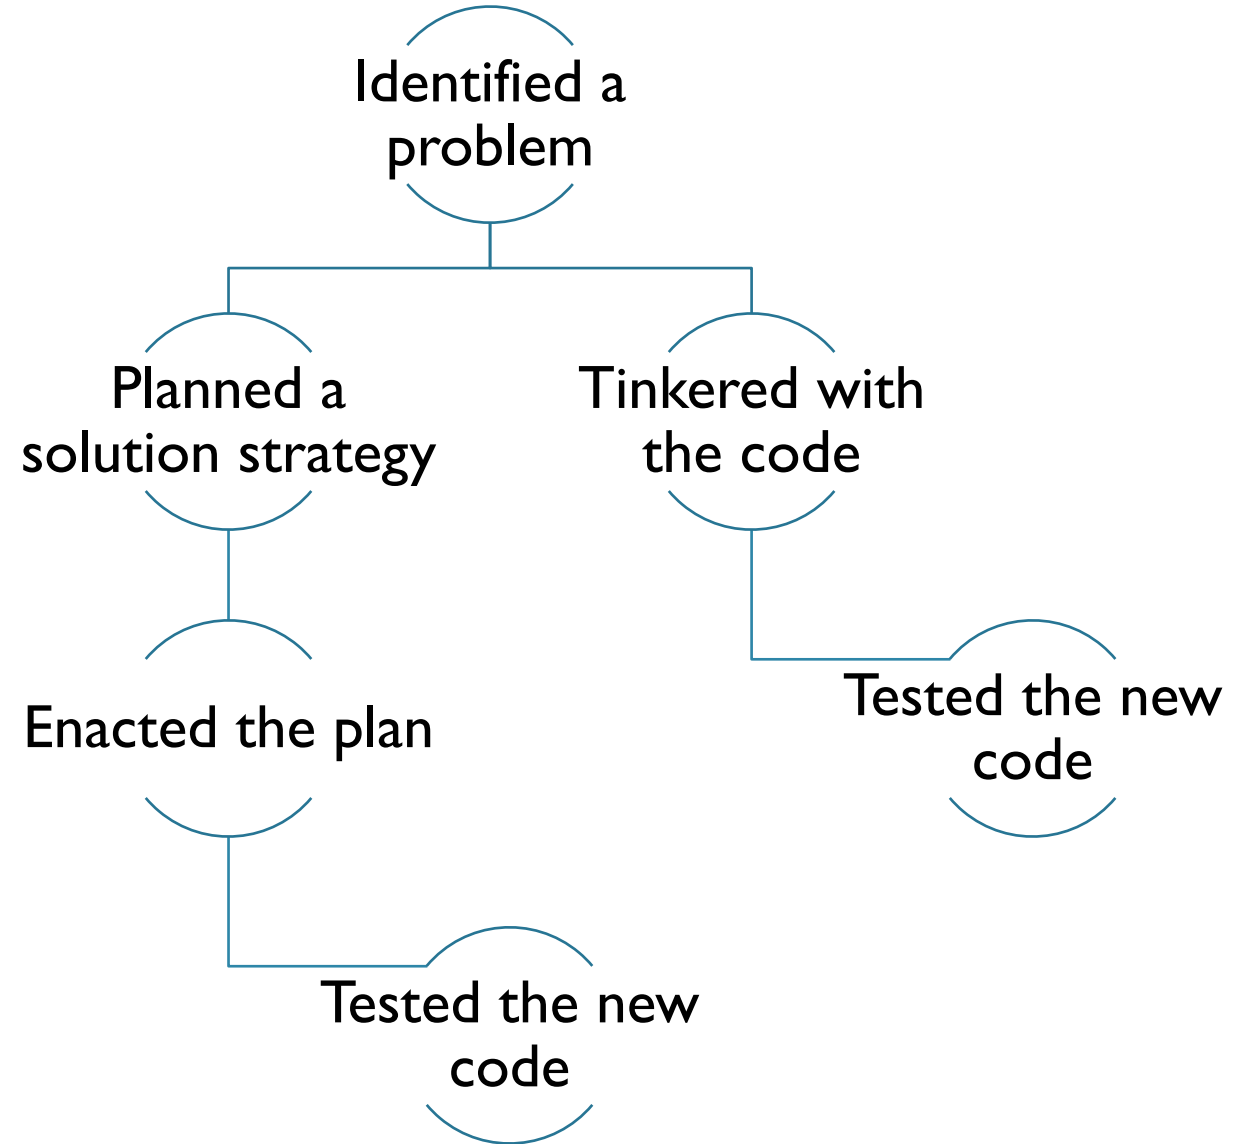 Identified a
problem
Planned a
solution strategy
Tinkered with
the code
Enacted the plan
Tested the new
code
Tested the new
code